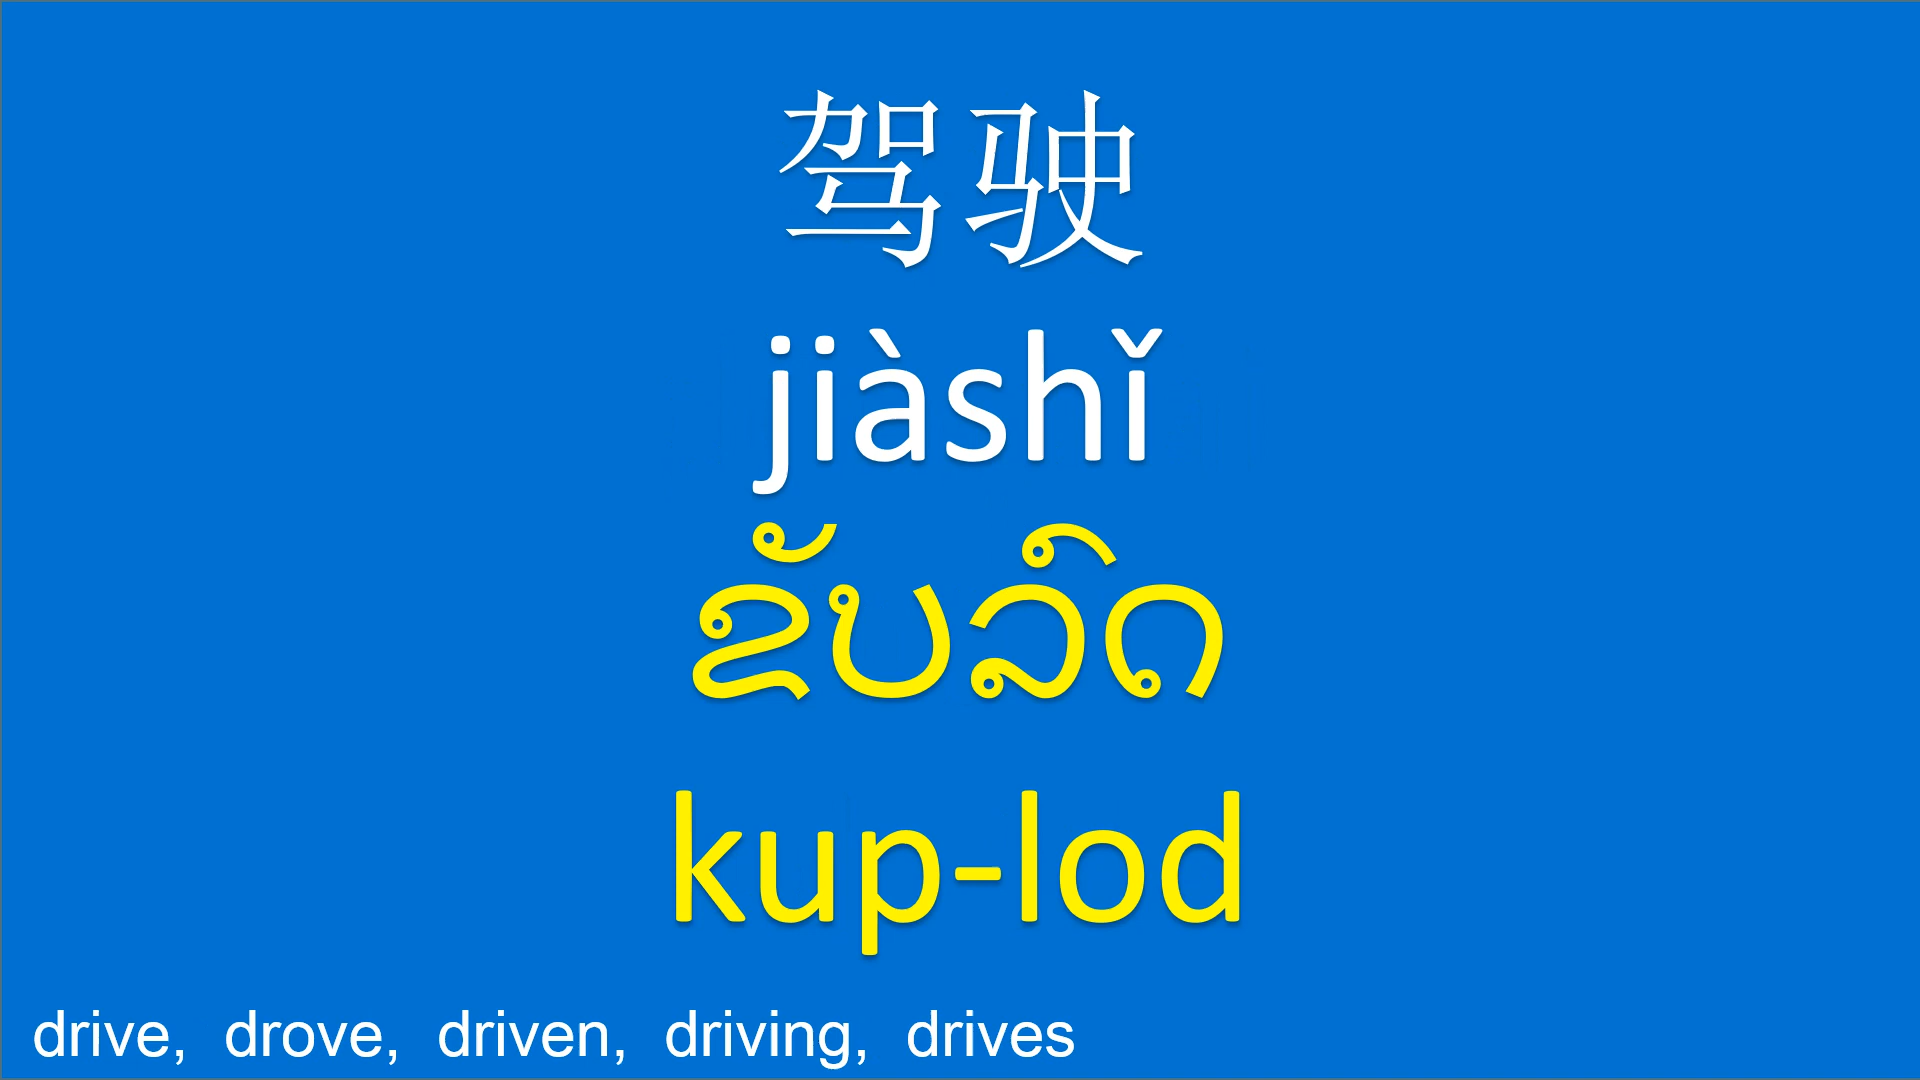 驾驶
jiàshǐ
ຂັບລົດ
kup-lod
drive, drove, driven, driving, drives